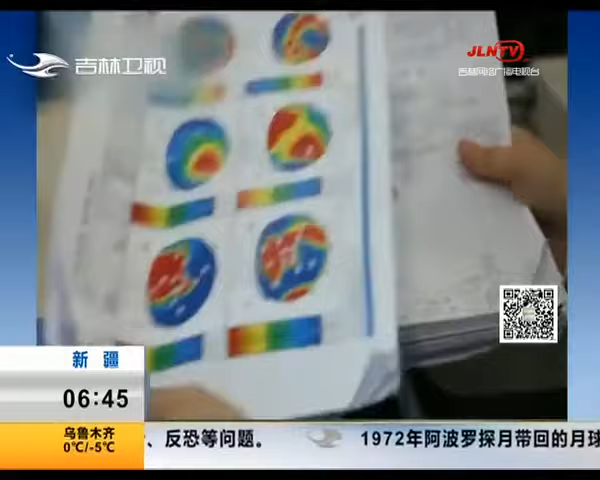 吉林卫视
JLNTV
吉林网络广播电视台
新疆
06:45
乌鲁木齐
0℃/-5℃
、反恐等问题。
1972年阿波罗探月带回的月球